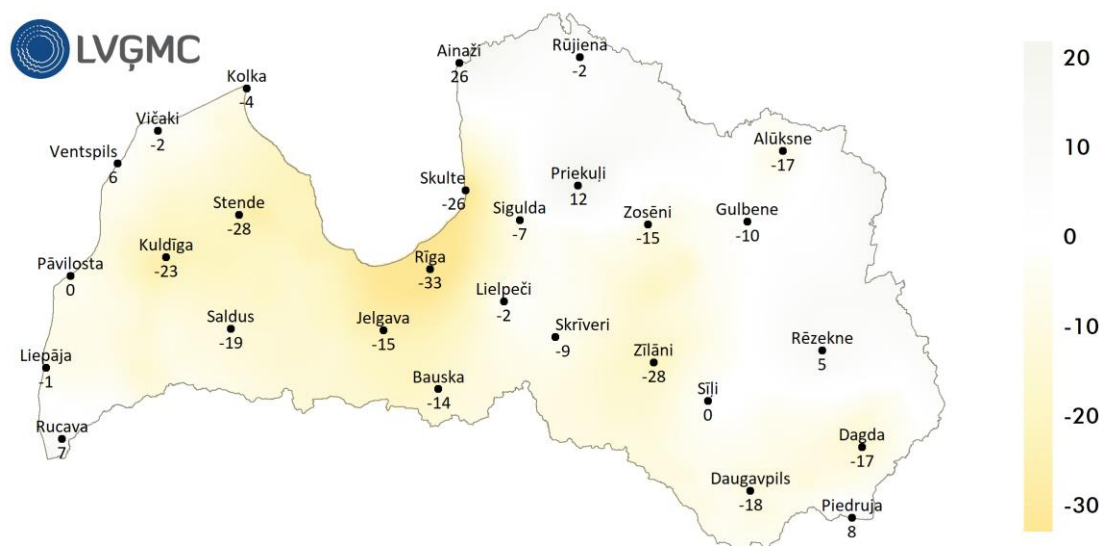 LVĢMC
Ainaži
26
Rūjiena
-2
20
Kolka
-4
Vičaki
-2
10
Alūksne
-17
Ventspils
6
Skulte
-26
Priekuļi
12
Stende
-28
Sigulda
-7
Zosēni
-15
Gulbene
-10
0
Kuldīga
-23
Rīga
-33
Pāvilosta
0
Lielpeči
-2
Saldus
-19
Jelgava
-15
Skrīveri
-9
-10
Rēzekne
5
Liepāja
-1
Zīlāni
-28
Bauska
-14
Sīļi
0
-20
Rucava
7
Dagda
-17
Daugavpils
-18
Piedruja
8
-30